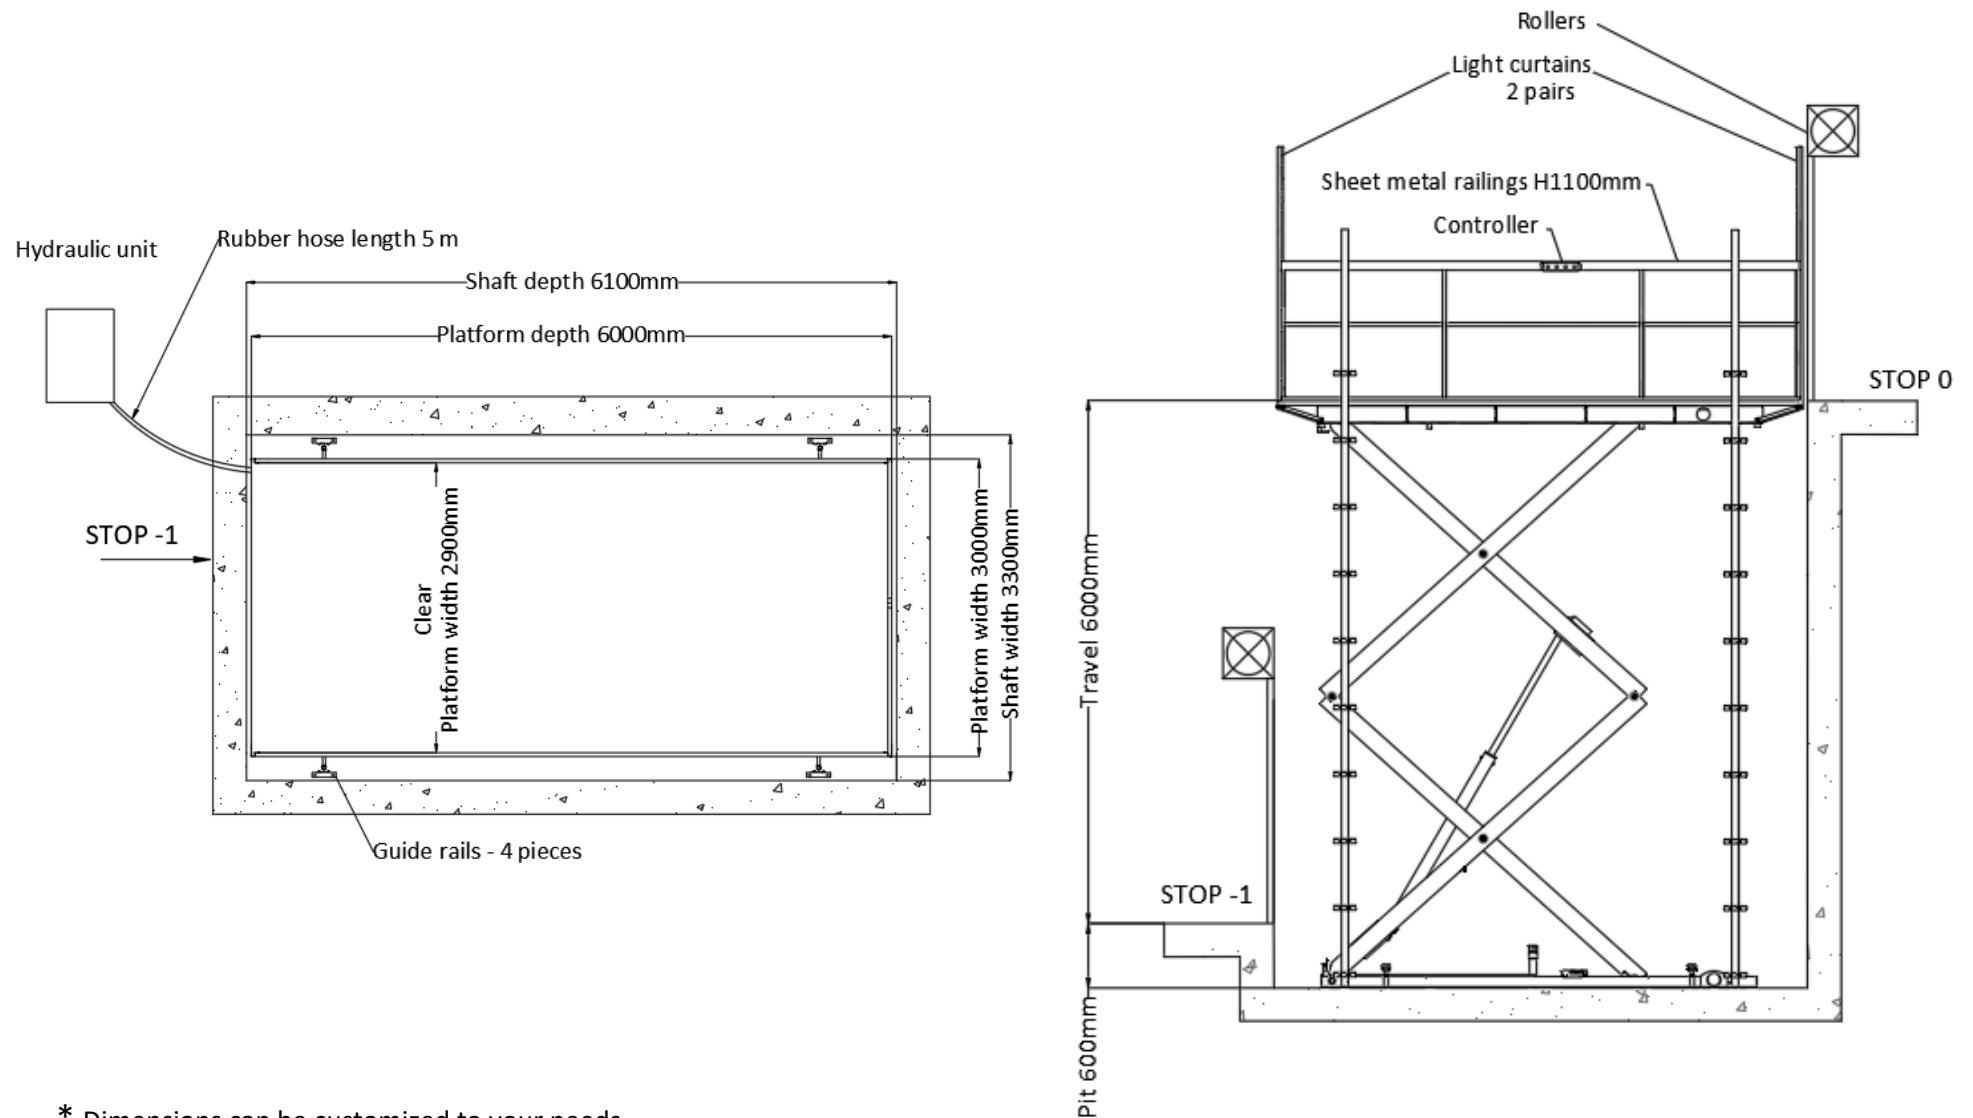 Rollers
Light curtains
2 pairs
Sheet metal railings H1100mm
Controller
Hydraulic unit
Rubber hose length 5 m
Shaft depth 6100mm
Platform depth 6000mm
STOP 0
STOP -1
Clear
Platform width 2900mm
Platform width 3000mm
Shaft width 3300mm
Travel 6000mm
Guide rails - 4 pieces
STOP -1
Pit 600mm
* Dimensions can be customized to your needs